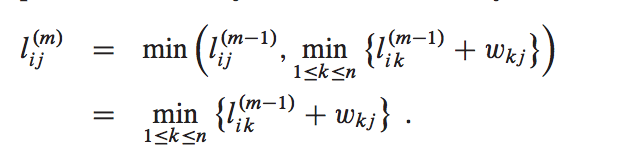 l_{ij}^{(m)} = min ( l_{ij}^{(m−1)}, min_{1≤k≤n} { l_{ik}^{(m−1)} + w_{kj} } )
= min_{1≤k≤n} { l_{ik}^{(m−1)} + w_{kj} } .